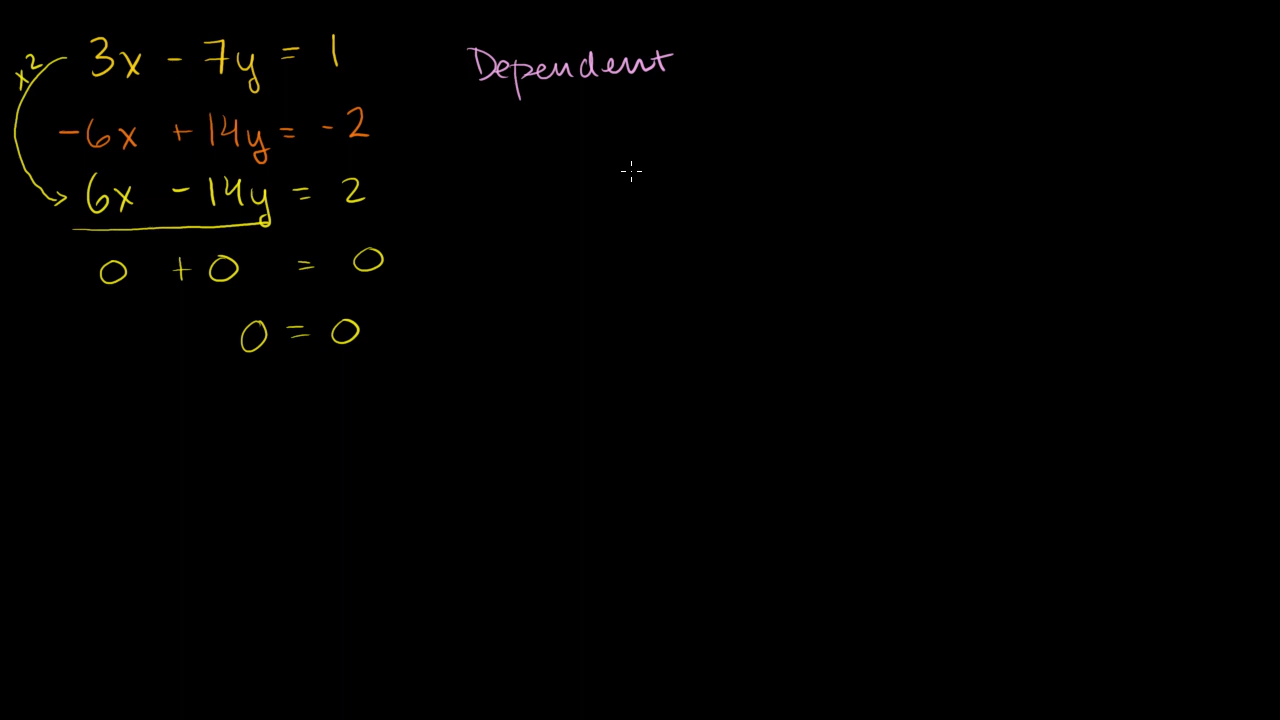 3x - 7y = 1
Dependent
x2
-6x + 14y = -2
6x - 14y = 2
0 + 0 = 0
0 = 0